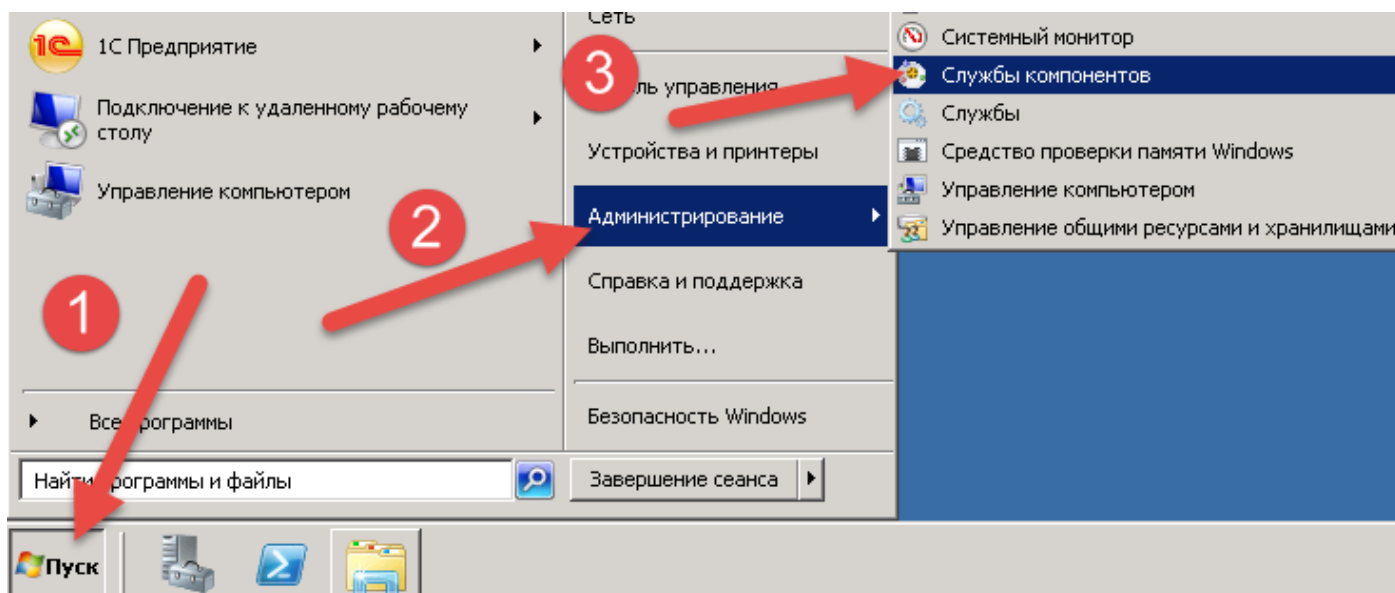 1С Предприятие
Подключение к удаленному рабочему
столу
Управление компьютером
Все программы
Найти программы и файлы
Пуск
Сеть
управления
Устройства и принтеры
Администрирование
Справка и поддержка
Выполнить...
Безопасность Windows
Завершение сеанса
Системный монитор
Службы компонентов
Службы
Средство проверки памяти Windows
Управление компьютером
Управление общими ресурсами и хранилищами
1
2
3
1С